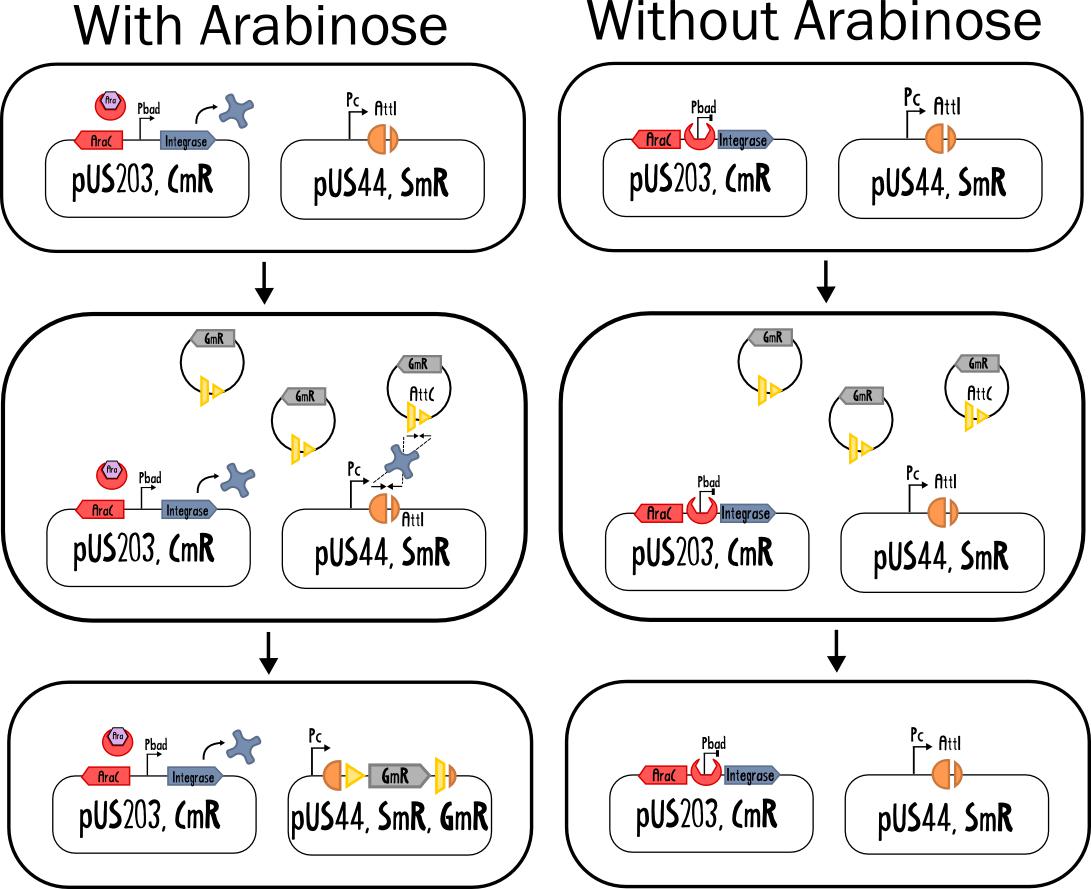 With Arabinose
Without Arabinose
Ara
Pbad
AraC
Integrase
pUS203, CmR
Pc
AttI
pUS44, SmR
Pbad
AraC
Integrase
pUS203, CmR
Pc
AttI
pUS44, SmR
GmR
GmR
GmR
AttC
Ara
Pbad
AraC
Integrase
pUS203, CmR
Pc
AttI
pUS44, SmR
GmR
GmR
GmR
AttC
Pbad
AraC
Integrase
pUS203, CmR
Pc
AttI
pUS44, SmR
Ara
Pbad
AraC
Integrase
pUS203, CmR
Pc
GmR
pUS44, SmR, GmR
Pbad
AraC
Integrase
pUS203, CmR
Pc
AttI
pUS44, SmR